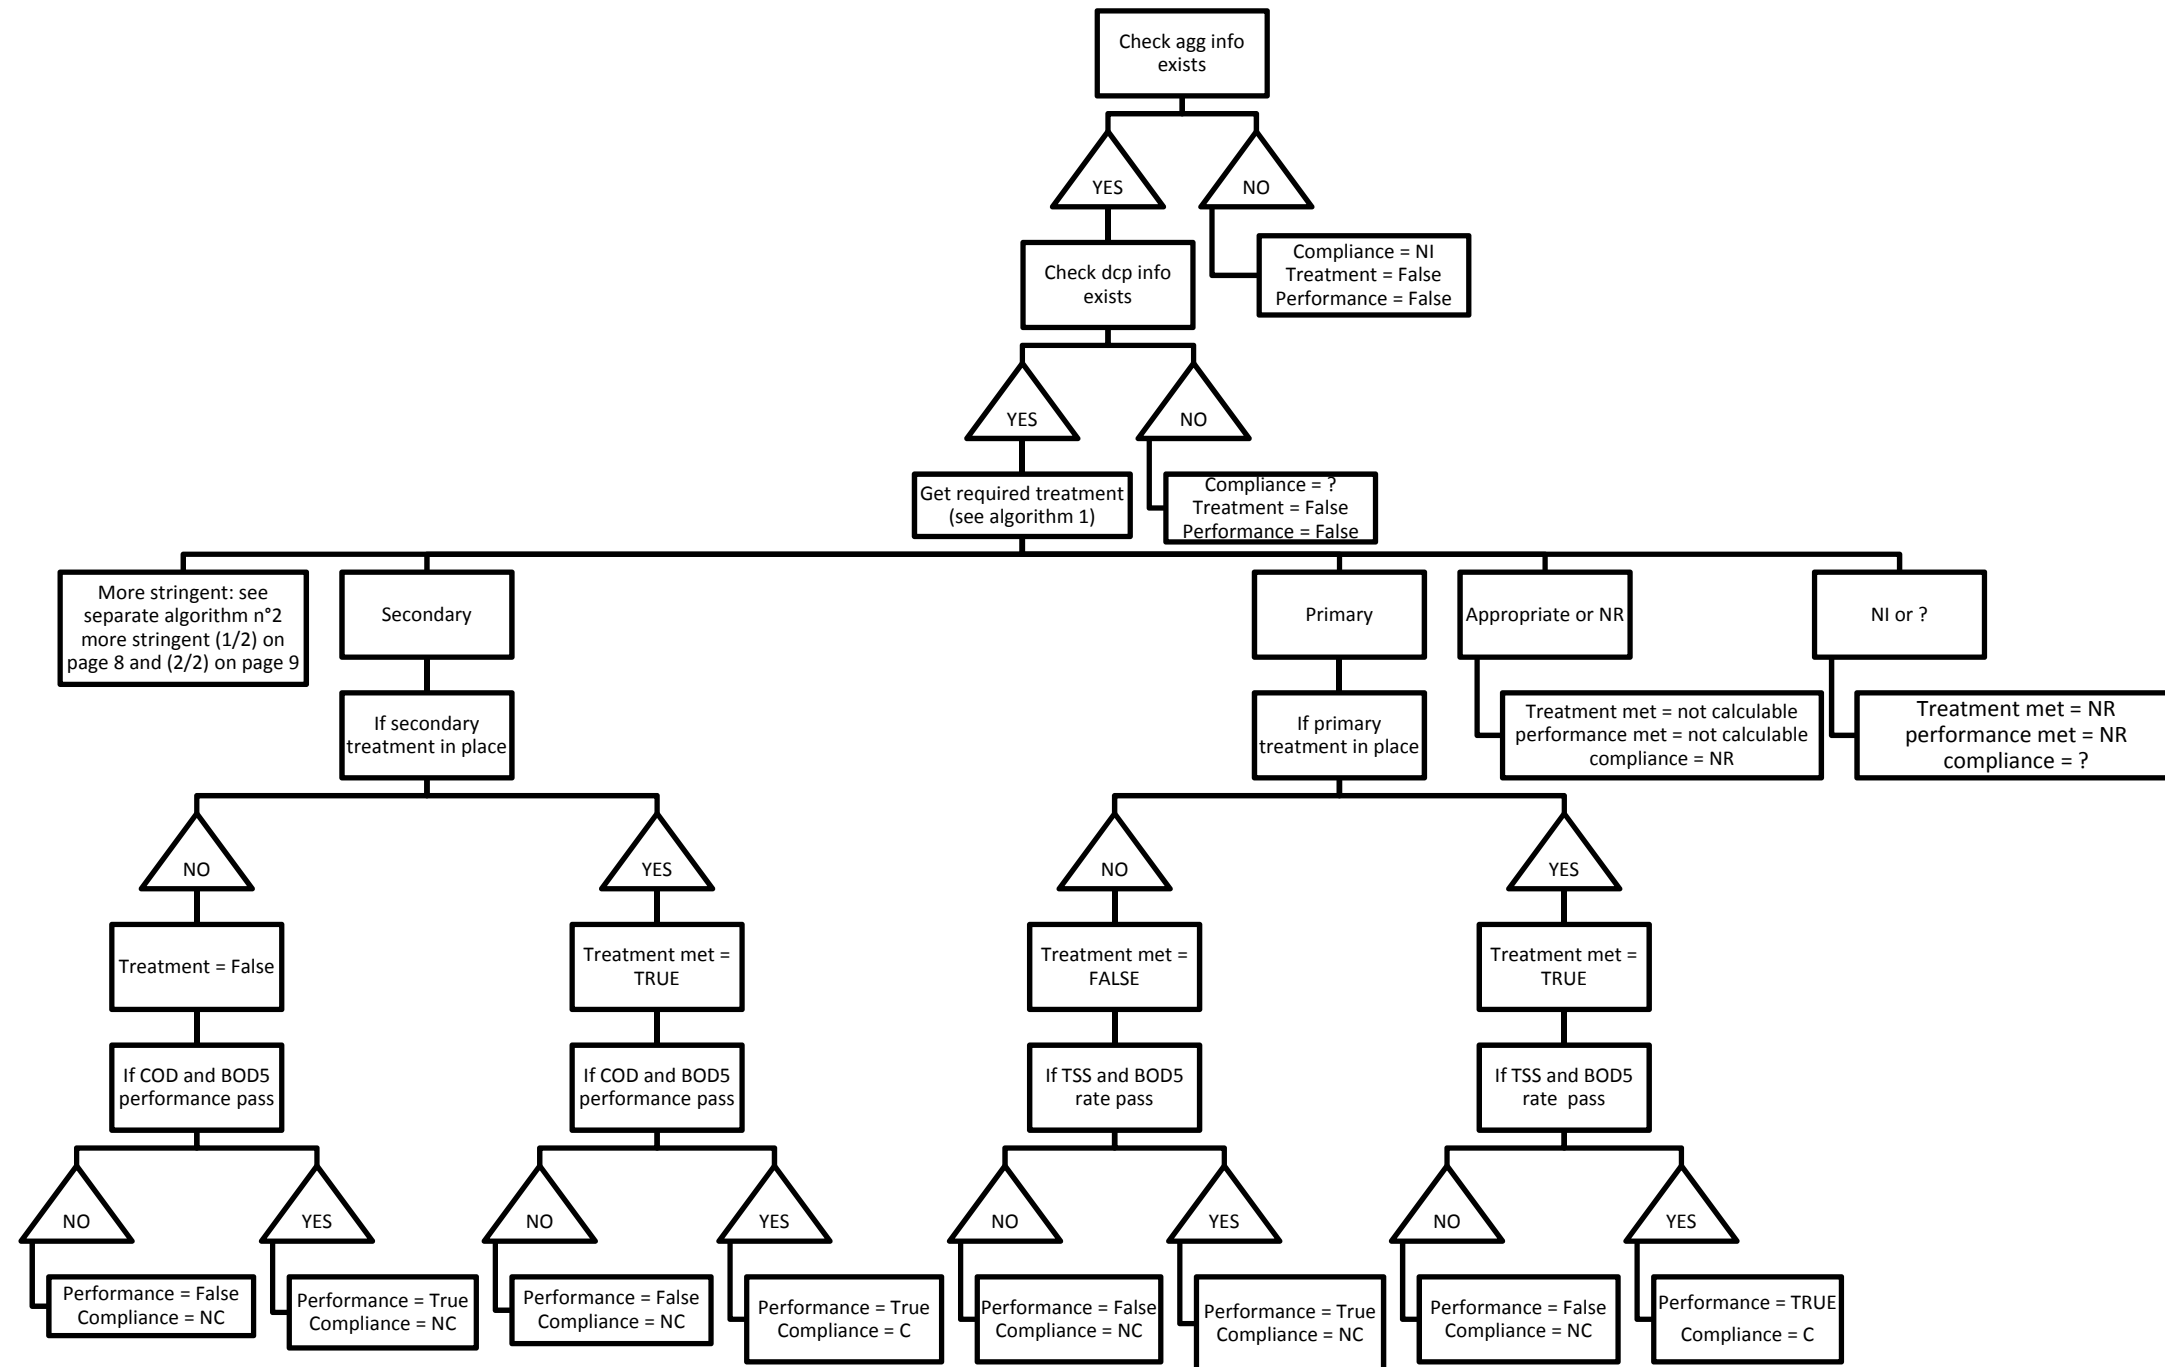 Check agg info
exists
YES
NO
Compliance = NI
Treatment = False
Performance = False
Check dcp info
exists
YES
NO
Compliance = ?
Treatment = False
Performance = False
Get required treatment
(see algorithm 1)
More stringent: see
separate algorithm n°2
more stringent (1/2) on
page 8 and (2/2) on page 9
Secondary
Primary
Appropriate or NR
NI or ?
If secondary
treatment in place
If primary
treatment in place
Treatment met = not calculable
performance met = not calculable
compliance = NR
Treatment met = NR
performance met = NR
compliance = ?
NO
YES
NO
YES
Treatment = False
Treatment met =
TRUE
Treatment met =
FALSE
Treatment met =
TRUE
If COD and BOD5
performance pass
If COD and BOD5
performance pass
If TSS and BOD5
rate pass
If TSS and BOD5
rate  pass
NO
YES
NO
YES
NO
YES
NO
YES
Performance = False
Compliance = NC
Performance = True
Compliance = NC
Performance = False
Compliance = NC
Performance = True
Compliance = C
Performance = False
Compliance = NC
Performance = True
Compliance = NC
Performance = False
Compliance = NC
Performance = TRUE
Compliance = C